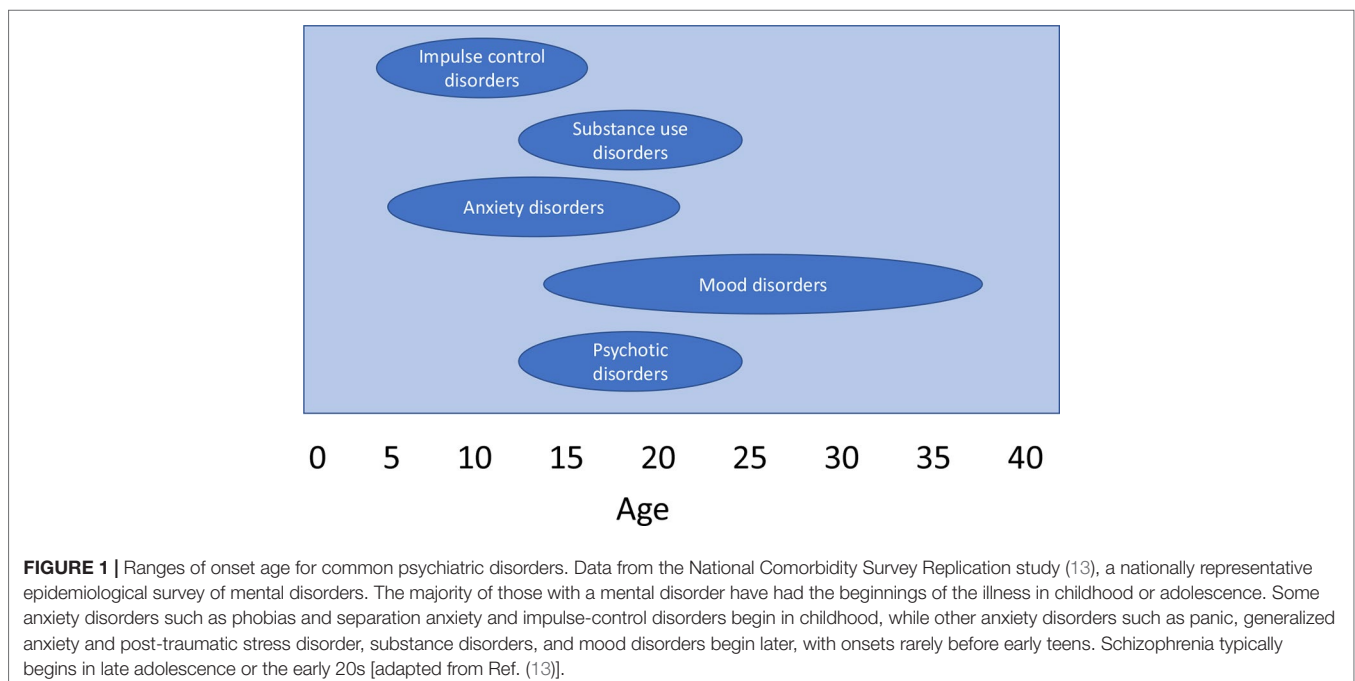 Impulse control
disorders
Substance use
disorders
Anxiety disorders
Mood disorders
Psychotic
disorders
0 5 10 15 20 25 30 35 40
Age
FIGURE 1 | Ranges of onset age for common psychiatric disorders. Data from the National Comorbidity Survey Replication study (13), a nationally representative
epidemiological survey of mental disorders. The majority of those with a mental disorder have had the beginnings of the illness in childhood or adolescence. Some
anxiety disorders such as phobias and separation anxiety and impulse-control disorders begin in childhood, while other anxiety disorders such as panic, generalized
anxiety and post-traumatic stress disorder, substance disorders, and mood disorders begin later, with onsets rarely before early teens. Schizophrenia typically
begins in late adolescence or the early 20s [adapted from Ref. (13)].